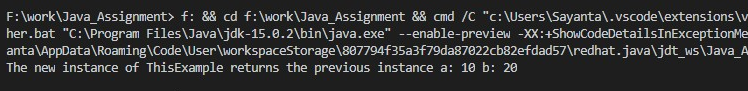 F:\work\Java_Assignment> f: && cd f:\work\Java_Assignment && cmd /C "c:\Users\Sayanta\.vscode\extensions\v
her.bat "C:\Program Files\Java\jdk-15.0.2\bin\java.exe" --enable-preview -XX:+ShowCodeDetailsInExceptionMe
anta\AppData\Roaming\Code\User\workspaceStorage\807794f35a3f79da87022cb82efdad57\redhat.java\jdt_ws\Java_A
The new instance of ThisExample returns the previous instance a: 10 b: 20